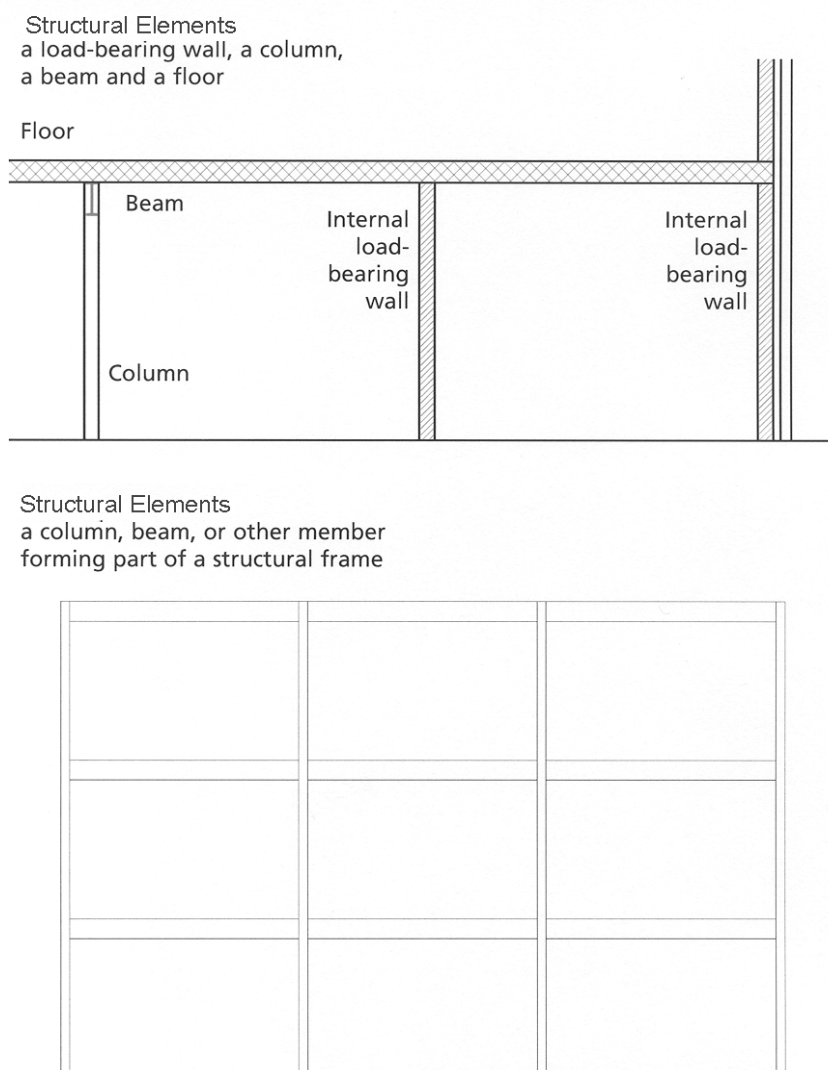 Structural Elements
a load-bearing wall, a column,
a beam and a floor
Floor
Beam
Internal
load-
bearing
wall
Internal
load-
bearing
wall
Column
Structural Elements
a column, beam, or other member
forming part of a structural frame